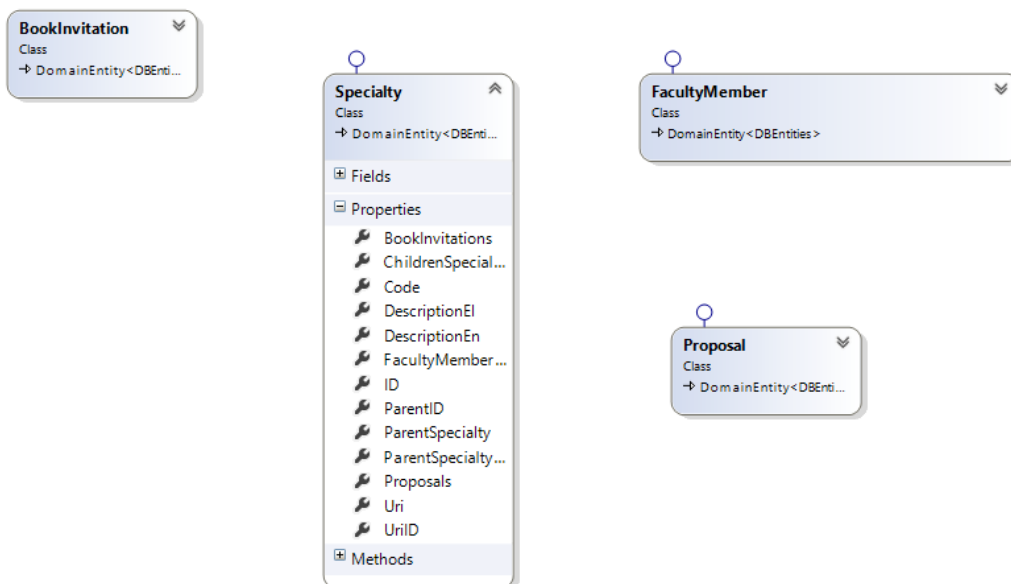 BookInvitation
Class
DomainEntity<DBEnti...
Specialty
Class
DomainEntity<DBEnti...
Fields
Properties
BookInvitations
ChildrenSpecial...
Code
DescriptionEl
DescriptionEn
FacultyMember...
ID
ParentID
ParentSpecialty
ParentSpecialty...
Proposals
Uri
UriID
Methods
FacultyMember
Class
DomainEntity<DBEntities>
Proposal
Class
DomainEntity<DBEnti...